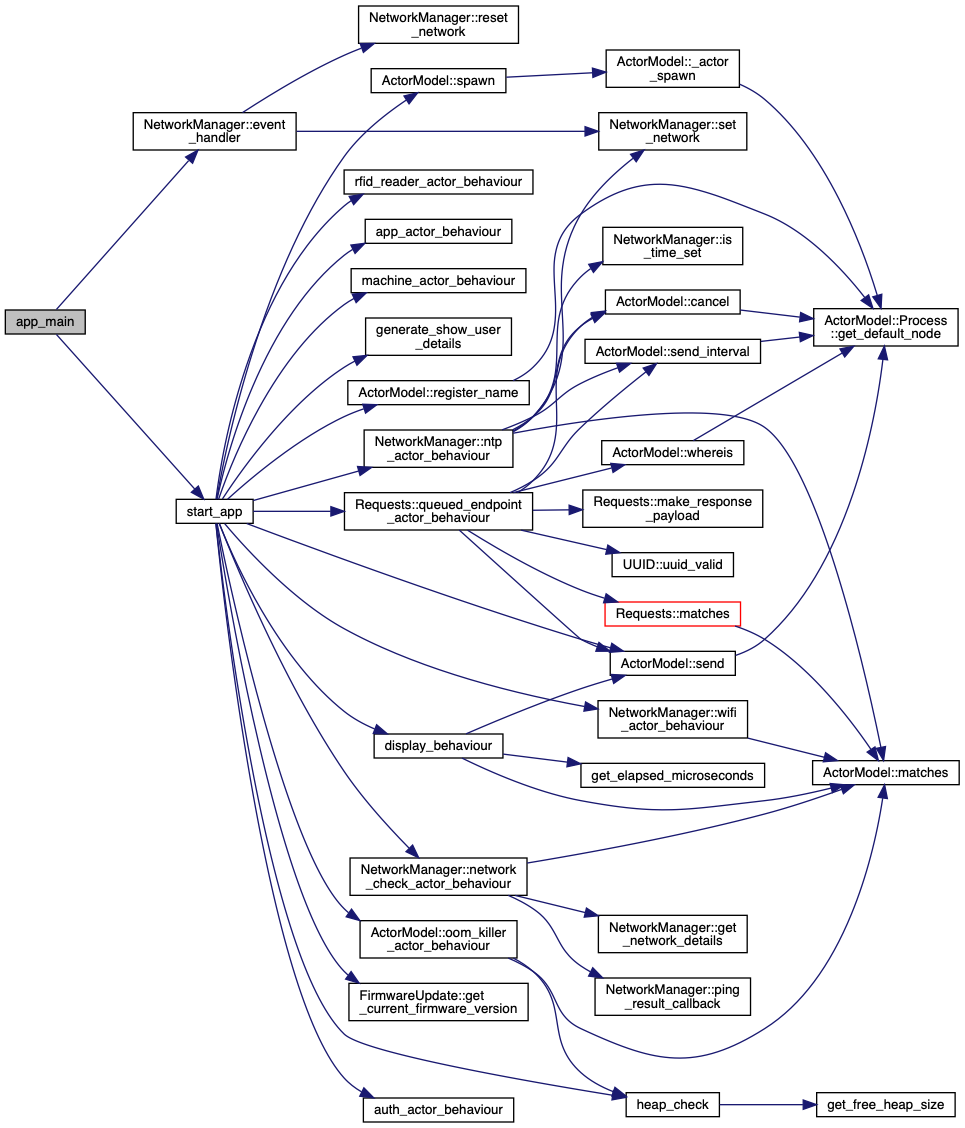 NetworkManager::reset
_network
ActorModel::spawn
ActorModel::_actor
_spawn
NetworkManager::event
_handler
NetworkManager::set
_network
rfid_reader_actor_behaviour
app_actor_behaviour
NetworkManager::is
_time_set
machine_actor_behaviour
ActorModel::cancel
app_main
ActorModel::Process
::get_default_node
generate_show_user
_details
ActorModel::send_interval
ActorModel::register_name
NetworkManager::ntp
_actor_behaviour
ActorModel::whereis
start_app
Requests::queued_endpoint
_actor_behaviour
Requests::make_response
_payload
UUID::uuid_valid
Requests::matches
ActorModel::send
NetworkManager::wifi
_actor_behaviour
display_behaviour
get_elapsed_microseconds
ActorModel::matches
NetworkManager::network
_check_actor_behaviour
ActorModel::oom_killer
_actor_behaviour
NetworkManager::get
_network_details
FirmwareUpdate::get
_current_firmware_version
NetworkManager::ping
_result_callback
auth_actor_behaviour
heap_check
get_free_heap_size